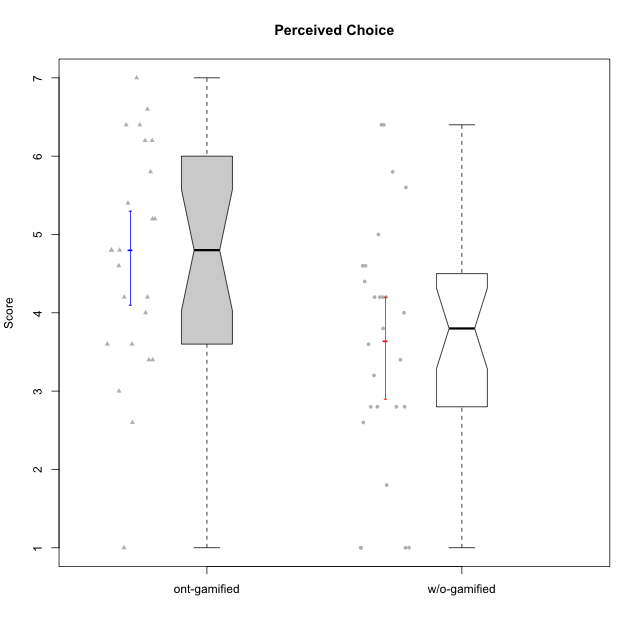 Perceived Choice
7
6
5
4
3
2
1
Score
ont-gamified
w/o-gamified